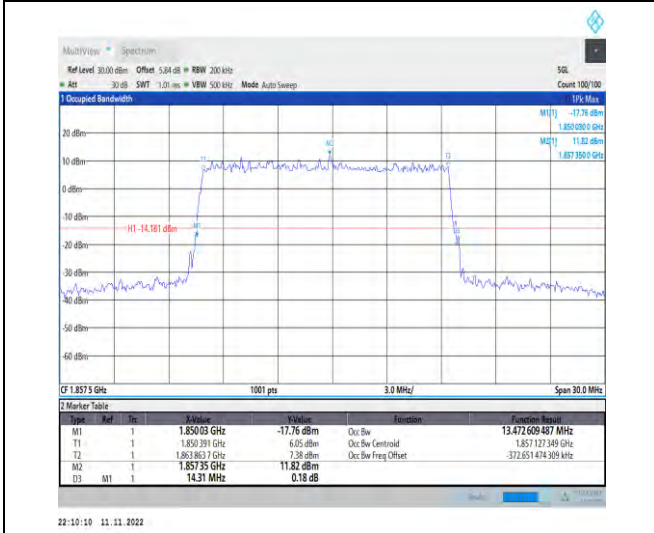 MultiView Spectrum
Ref Level 30.00 dBm Offset 5.84 dB RBW 200 kHz SGL
Att 30 dB SWT 1.01 ms VBW 500 kHz Mode Auto Sweep Count 100/100
1 Occupied Bandwidth 1Pk Max
M1[1] -17.76 dBm
1.850 030 0 GHz
M2[1] 11.82 dBm
1.857 350 0 GHz
20 dBm
M2
T1 T2
10 dBm
0 dBm
-10 dBm
H1 -14.181 dBm
M1
-20 dBm
-30 dBm
-40 dBm
-50 dBm
-60 dBm
CF 1.857 5 GHz 1001 pts 3.0 MHz/ Span 30.0 MHz
2 Marker Table
Type Ref Trc X-Value Y-Value Function Function Result
M1 1 1.850 03 GHz -17.76 dBm Occ Bw 13.472 609 487 MHz
T1 1 1.850 391 GHz 6.05 dBm Occ Bw Centroid 1.857 127 349 GHz
T2 1 1.863 863 7 GHz 7.38 dBm Occ Bw Freq Offset -372.651 474 309 kHz
M2 1 1.857 35 GHz 11.82 dBm
D3 M1 1 14.31 MHz 0.18 dB
22:10:10 11.11.2022